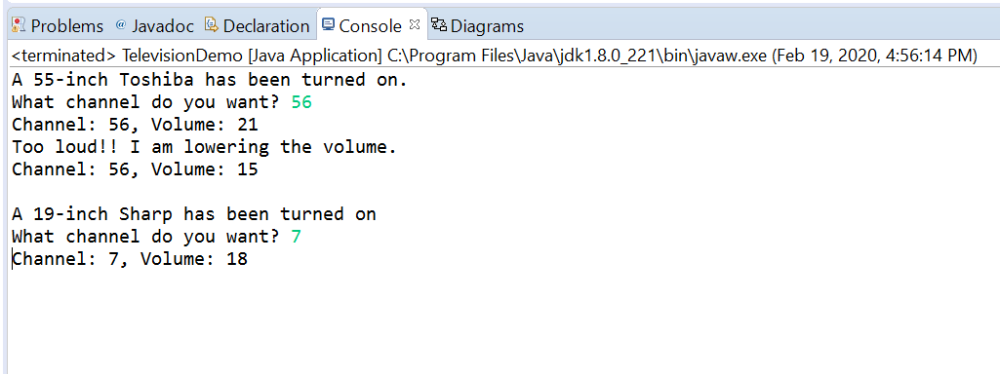 Problems @ Javadoc Declaration Console Diagrams
<terminated> TelevisionDemo [Java Application] C:\Program Files\Java\jdk1.8.0_221\bin\javaw.exe (Feb 19, 2020, 4:56:14 PM)
A 55-inch Toshiba has been turned on.
What channel do you want? 56
Channel: 56, Volume: 21
Too loud!! I am lowering the volume.
Channel: 56, Volume: 15
A 19-inch Sharp has been turned on
What channel do you want? 7
Channel: 7, Volume: 18